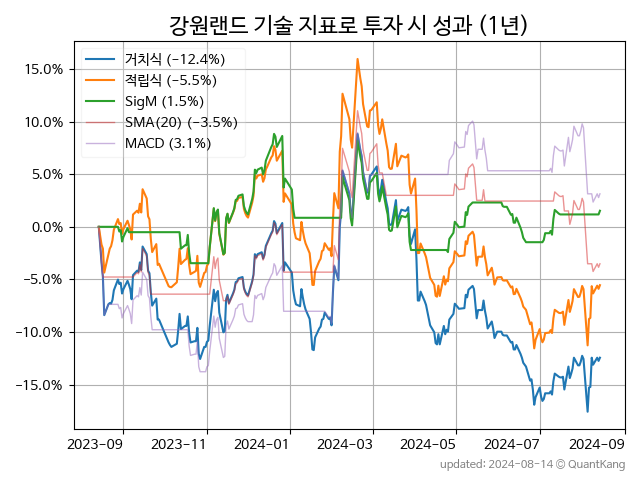 강원랜드 기술 지표로 투자 시 성과 (1년)
거치식 (−12.4%)
적립식 (−5.5%)
SigM (1.5%)
SMA(20) (−3.5%)
MACD (3.1%)
15.0%
10.0%
5.0%
0.0%
−5.0%
−10.0%
−15.0%
2023-09 2023-11 2024-01 2024-03 2024-05 2024-07 2024-09
updated: 2024-08-14 © QuantKang